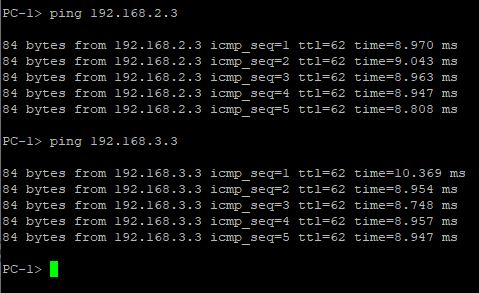 PC-1> ping 192.168.2.3
84 bytes from 192.168.2.3 icmp_seq=1 ttl=62 time=8.970 ms
84 bytes from 192.168.2.3 icmp_seq=2 ttl=62 time=9.043 ms
84 bytes from 192.168.2.3 icmp_seq=3 ttl=62 time=8.963 ms
84 bytes from 192.168.2.3 icmp_seq=4 ttl=62 time=8.947 ms
84 bytes from 192.168.2.3 icmp_seq=5 ttl=62 time=8.808 ms
PC-1> ping 192.168.3.3
84 bytes from 192.168.3.3 icmp_seq=1 ttl=62 time=10.369 ms
84 bytes from 192.168.3.3 icmp_seq=2 ttl=62 time=8.954 ms
84 bytes from 192.168.3.3 icmp_seq=3 ttl=62 time=8.748 ms
84 bytes from 192.168.3.3 icmp_seq=4 ttl=62 time=8.957 ms
84 bytes from 192.168.3.3 icmp_seq=5 ttl=62 time=8.947 ms
PC-1>